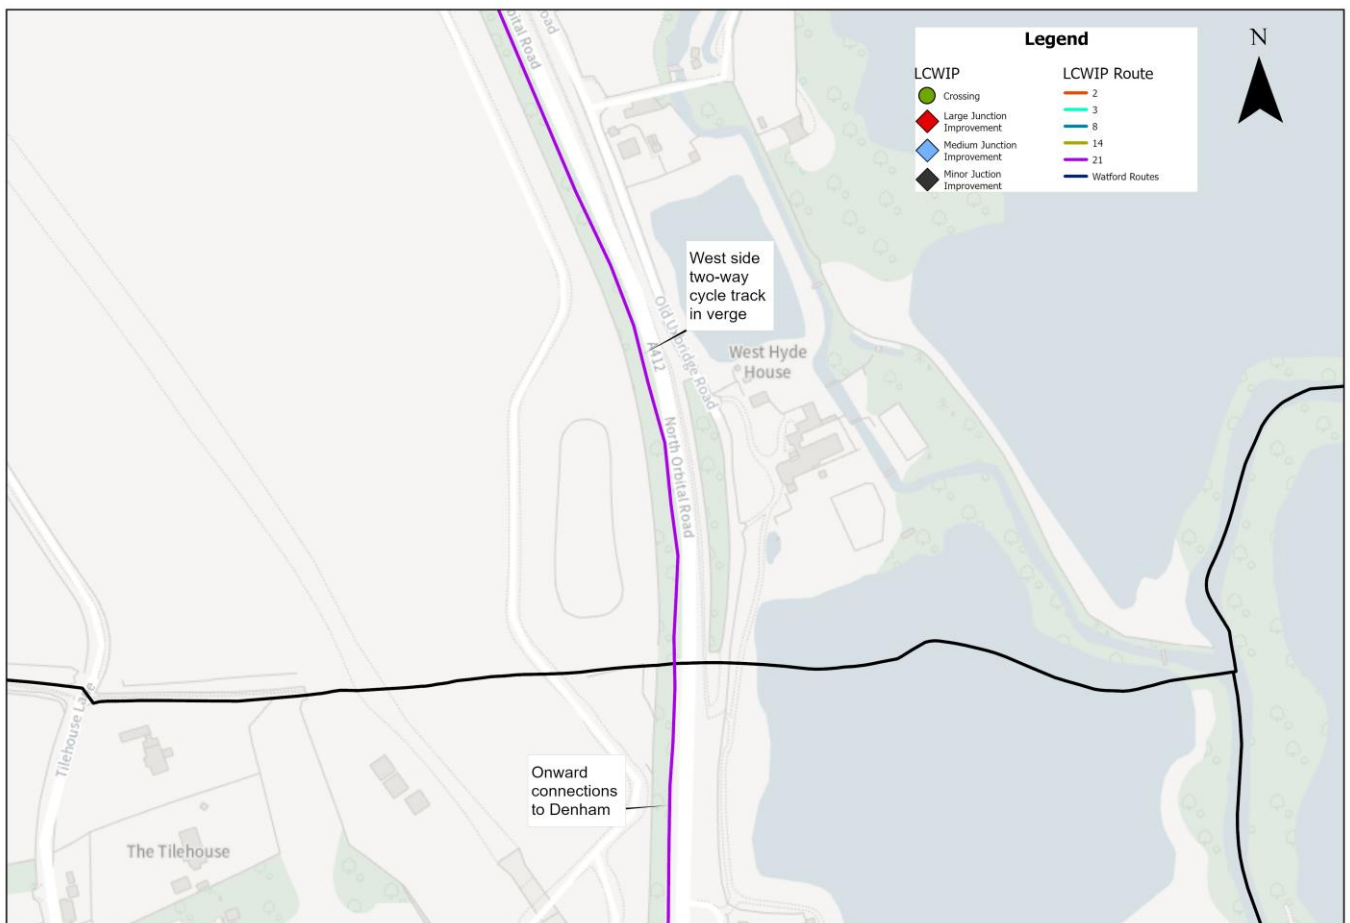 Road
orbital Road
Legend
N
LCWIP
LCWIP Route
Crossing
2
Large Junction
Improvement
3
8
Medium Junction
Improvement
14
21
Minor Juction
Improvement
Watford Routes
West side
two-way
cycle track
in verge
Old Uxbridge Road
A412
West Hyde
House
North Orbital Road
Tilehouse La
Onward
connections
to Denham
The Tilehouse